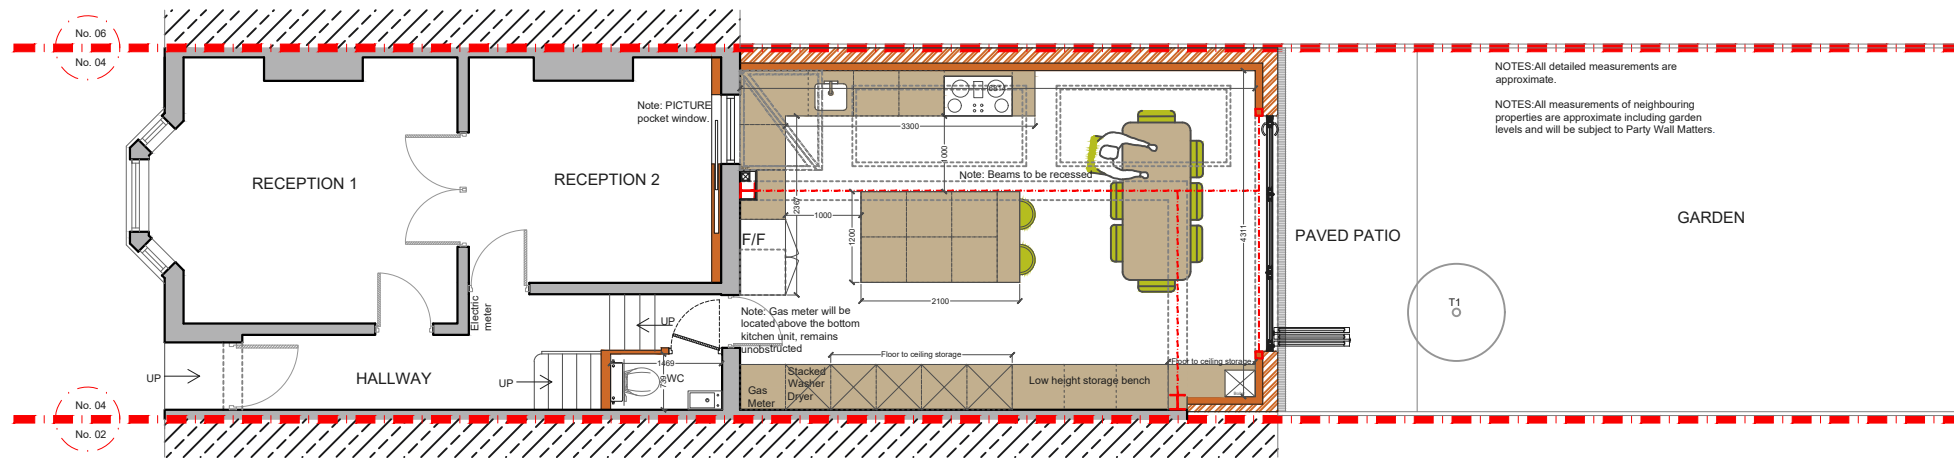 No. 06
No. 04
NOTES:All detailed measurements are
approximate.
NOTES:All measurements of neighbouring
properties are approximate including garden
levels and will be subject to Party Wall Matters.
Note: PICTURE
pocket window.
3300
1000
Note: Beams to be recessed
RECEPTION 1
RECEPTION 2
2367
1000
1200
4311
F/F
PAVED PATIO
GARDEN
2100
T1
Electric
meter
UP
Note: Gas meter will be
located above the bottom
kitchen unit, remains
unobstructed
Floor to ceiling storage
Floor to ceiling storage
1469
739
WC
UP
HALLWAY
UP
Stacked
Washer
Dryer
Gas
Meter
Low height storage bench
No. 04
No. 02